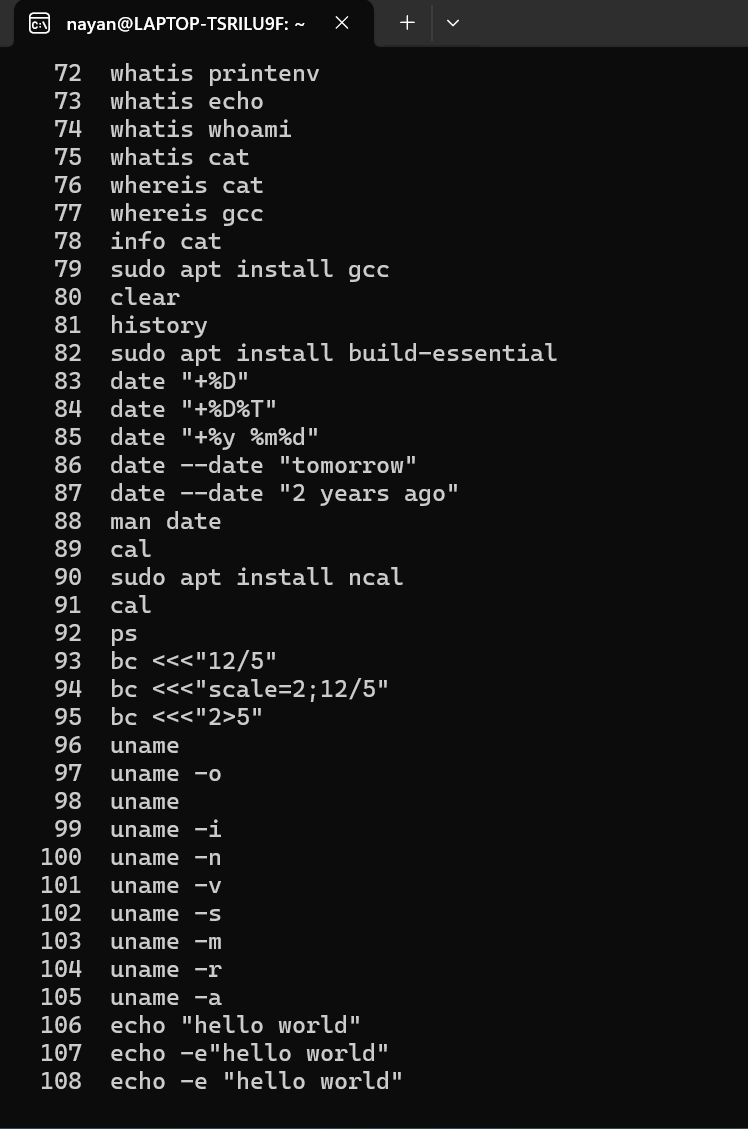 nayan@LAPTOP-TSRILU9F: ~
72 whatis printenv
73 whatis echo
74 whatis whoami
75 whatis cat
76 whereis cat
77 whereis gcc
78 info cat
79 sudo apt install gcc
80 clear
81 history
82 sudo apt install build-essential
83 date "+%D"
84 date "+%D%T"
85 date "+%y %m%d"
86 date --date "tomorrow"
87 date --date "2 years ago"
88 man date
89 cal
90 sudo apt install ncal
91 cal
92 ps
93 bc <<<"12/5"
94 bc <<<"scale=2;12/5"
95 bc <<<"2>5"
96 uname
97 uname -o
98 uname
99 uname -i
100 uname -n
101 uname -v
102 uname -s
103 uname -m
104 uname -r
105 uname -a
106 echo "hello world"
107 echo -e"hello world"
108 echo -e "hello world"